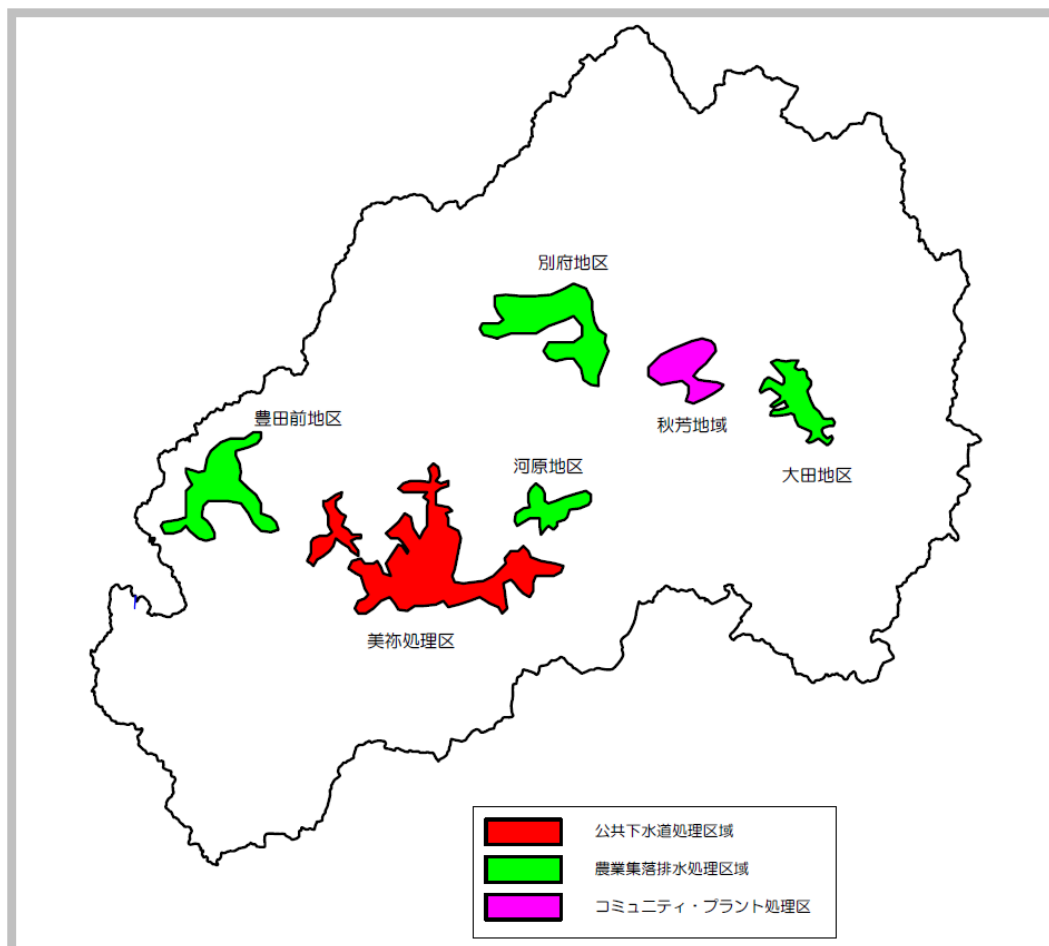 別府地区
秋芳地域
豊田前地区
河原地区
大田地区
美祢処理区
公共下水道処理区域
農業集落排水処理区域
コミュニティ・プラント処理区